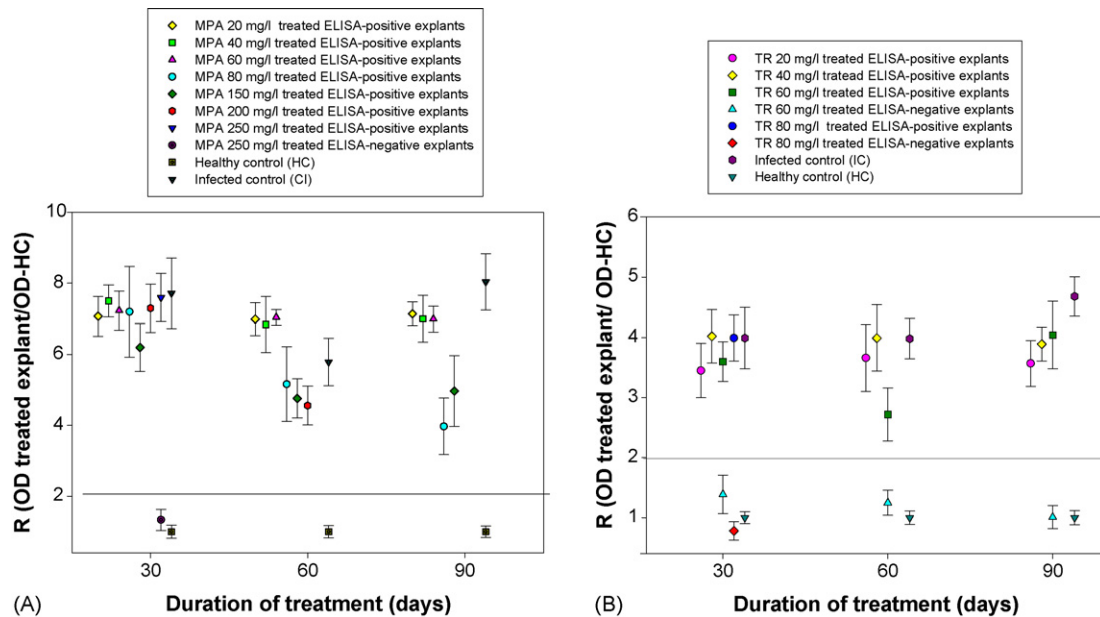 MPA 20 mg/l treated ELISA-positive explants
MPA 40 mg/l treated ELISA-positive explants
MPA 60 mg/l treated ELISA-positive explants
MPA 80 mg/l treated ELISA-positive explants
MPA 150 mg/l treated ELISA-positive explants
MPA 200 mg/l treated ELISA-positive explants
MPA 250 mg/l treated ELISA-positive explants
MPA 250 mg/l treated ELISA-negative explants
Healthy control (HC)
Infected control (CI)
R (OD treated explant/OD-HC)
10
8
6
4
2
30
60
90
Duration of treatment (days)
(A)
TR 20 mg/l treated ELISA-positive explants
TR 40 mg/l tratead ELISA-positive explants
TR 60 mg/l treated ELISA-positive explants
TR 60 mg/l treated ELISA-negative explants
TR 80 mg/l treated ELISA-positive explants
TR 80 mg/l treated ELISA-negative explants
Infected control (IC)
Healthy control (HC)
R (OD treated explant/ OD-HC)
6
5
4
3
2
1
30
60
90
Duration of treatment (days)
(B)